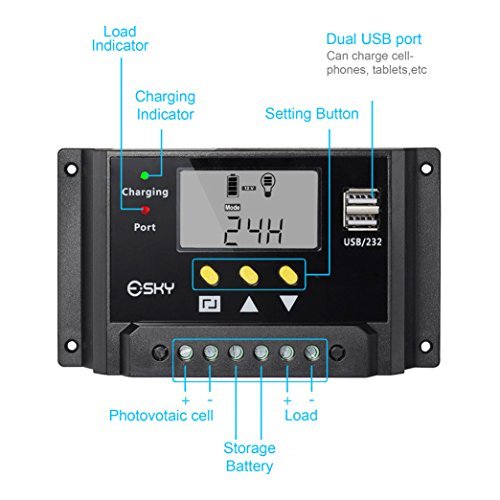 Load
Indicator
Dual USB port
Can charge cell-
phones, tablets,etc
Charging
Indicator
Setting Button
Charging
12V
Mode
24H
Port
USB/232
ESKY
+ - + -
Photovotaic cell
Load
Storage
Battery